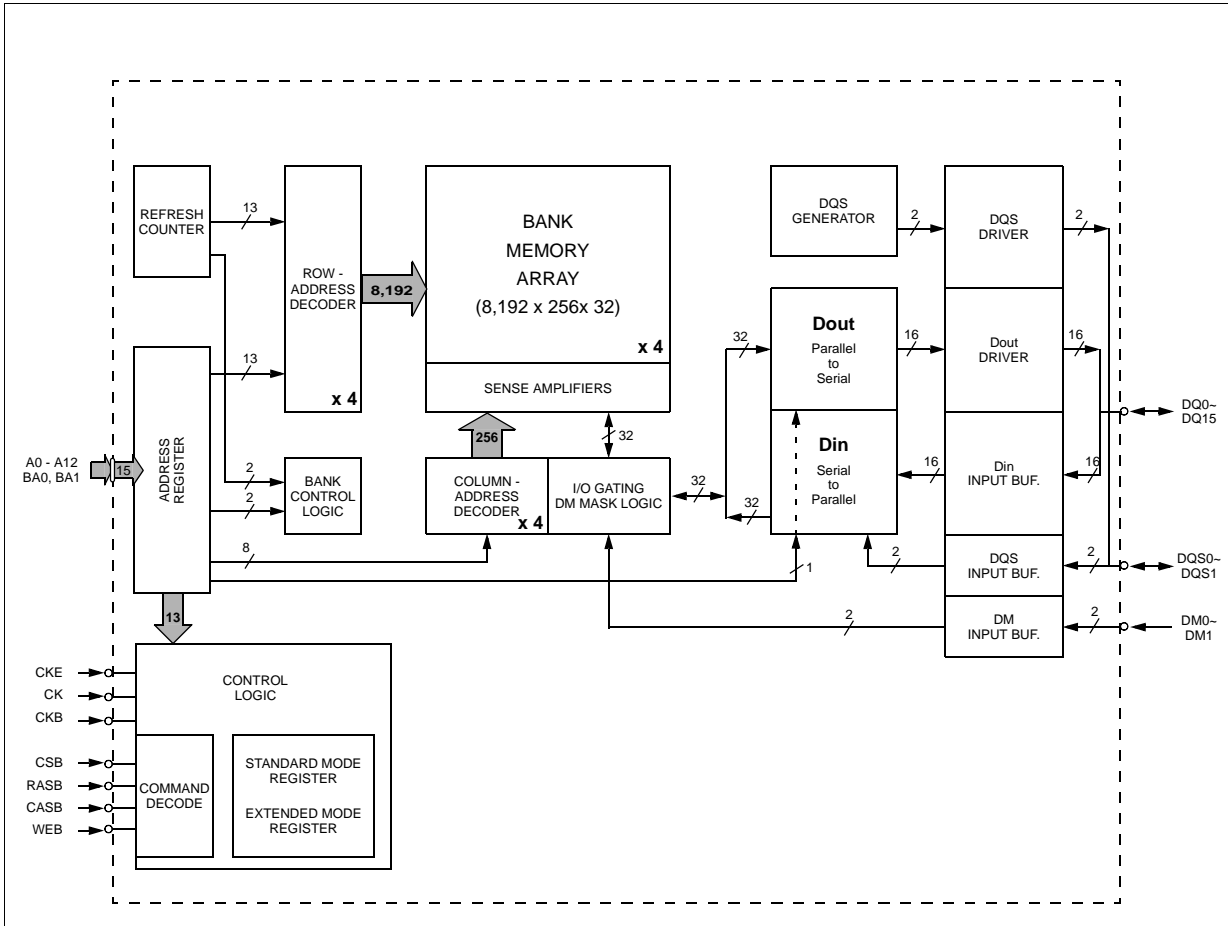 REFRESH
COUNTER
13
ROW -
ADDRESS
DECODER
x 4
8,192
BANK
MEMORY
ARRAY
(8,192 x 256x 32)
x 4
SENSE AMPLIFIERS
DQS
GENERATOR
2
DQS
DRIVER
2
32
Dout
Parallel
to
Serial
16
Dout
DRIVER
16
ADDRESS
REGISTER
13
A0 - A12
BA0, BA1
15
2
2
BANK
CONTROL
LOGIC
256
32
COLUMN -
ADDRESS
DECODER
x 4
I/O GATING
DM MASK LOGIC
32
32
Din
Serial
to
Parallel
16
Din
INPUT BUF.
16
DQ0~
DQ15
8
1
2
DQS
INPUT BUF.
2
DQS0~
DQS1
2
DM
INPUT BUF.
2
DM0~
DM1
13
CONTROL
LOGIC
CKE
CK
CKB
CSB
RASB
CASB
WEB
COMMAND
DECODE
STANDARD MODE
REGISTER
EXTENDED MODE
REGISTER